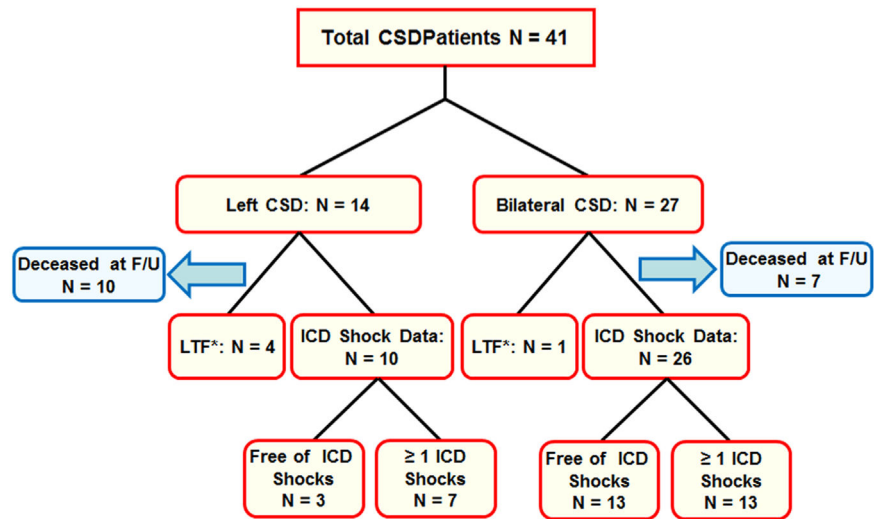 Total CSDPatients N = 41
Left CSD: N = 14
Bilateral CSD: N = 27
Deceased at F/U
N = 10
Deceased at F/U
N = 7
LTF*: N = 4
ICD Shock Data:
N = 10
LTF*: N = 1
ICD Shock Data:
N = 26
Free of ICD
Shocks
N = 3
≥ 1 ICD
Shocks
N = 7
Free of ICD
Shocks
N = 13
≥ 1 ICD
Shocks
N = 13